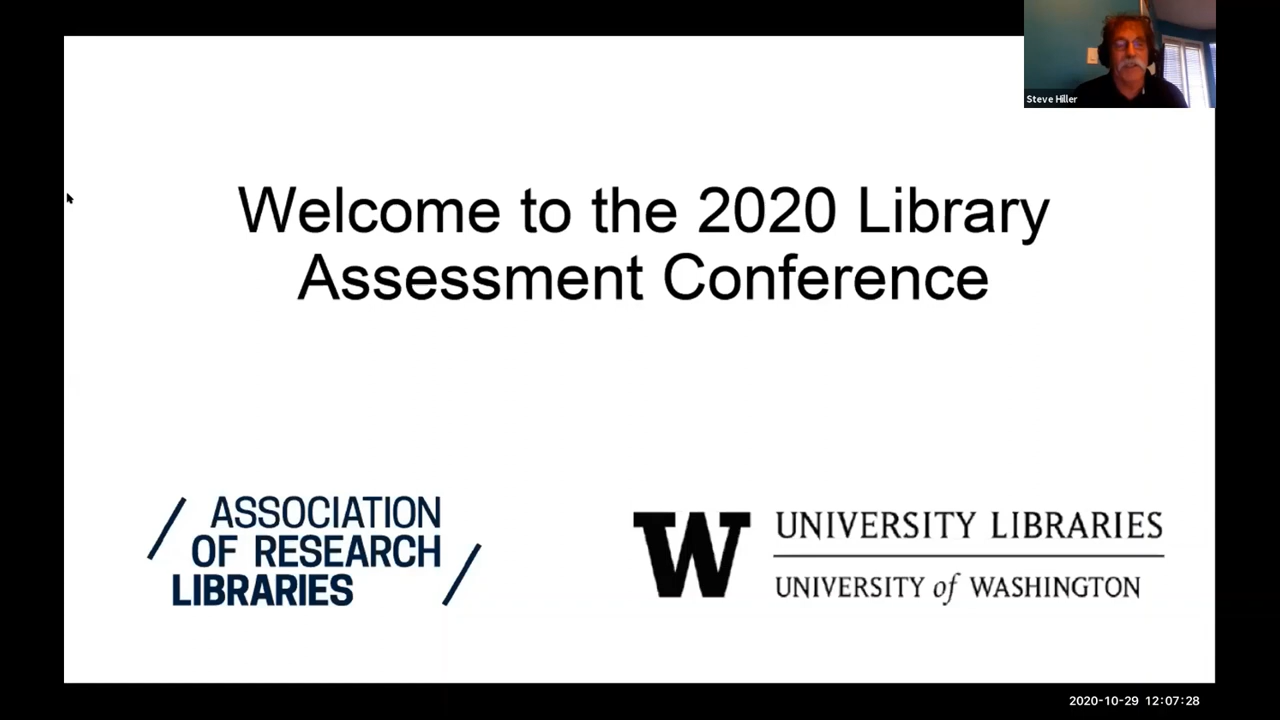 Steve Hiller
Welcome to the 2020 Library
Assessment Conference
ASSOCIATION
OF RESEARCH
LIBRARIES
W
UNIVERSITY LIBRARIES
UNIVERSITY of WASHINGTON
2020-10-29 12:07:28